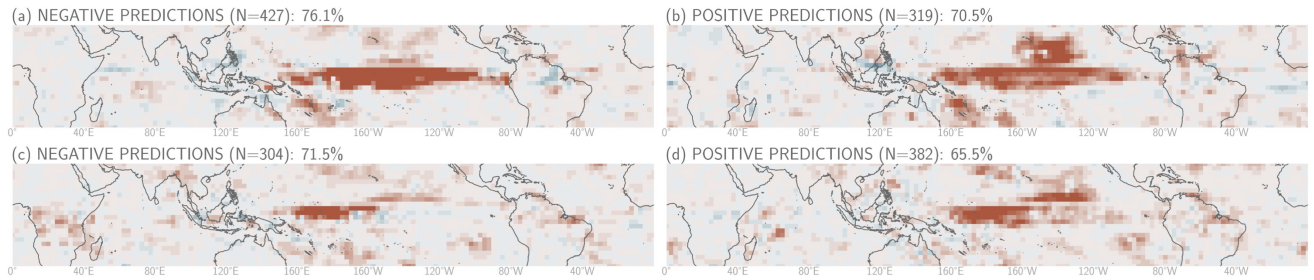 (a) NEGATIVE PREDICTIONS (N=427): 76.1%
0° 40°E 80°E 120°E 160°E 160°W 120°W 80°W 40°W
(b) POSITIVE PREDICTIONS (N=319): 70.5%
0° 40°E 80°E 120°E 160°E 160°W 120°W 80°W 40°W
(c) NEGATIVE PREDICTIONS (N=304): 71.5%
0° 40°E 80°E 120°E 160°E 160°W 120°W 80°W 40°W
(d) POSITIVE PREDICTIONS (N=382): 65.5%
0° 40°E 80°E 120°E 160°E 160°W 120°W 80°W 40°W